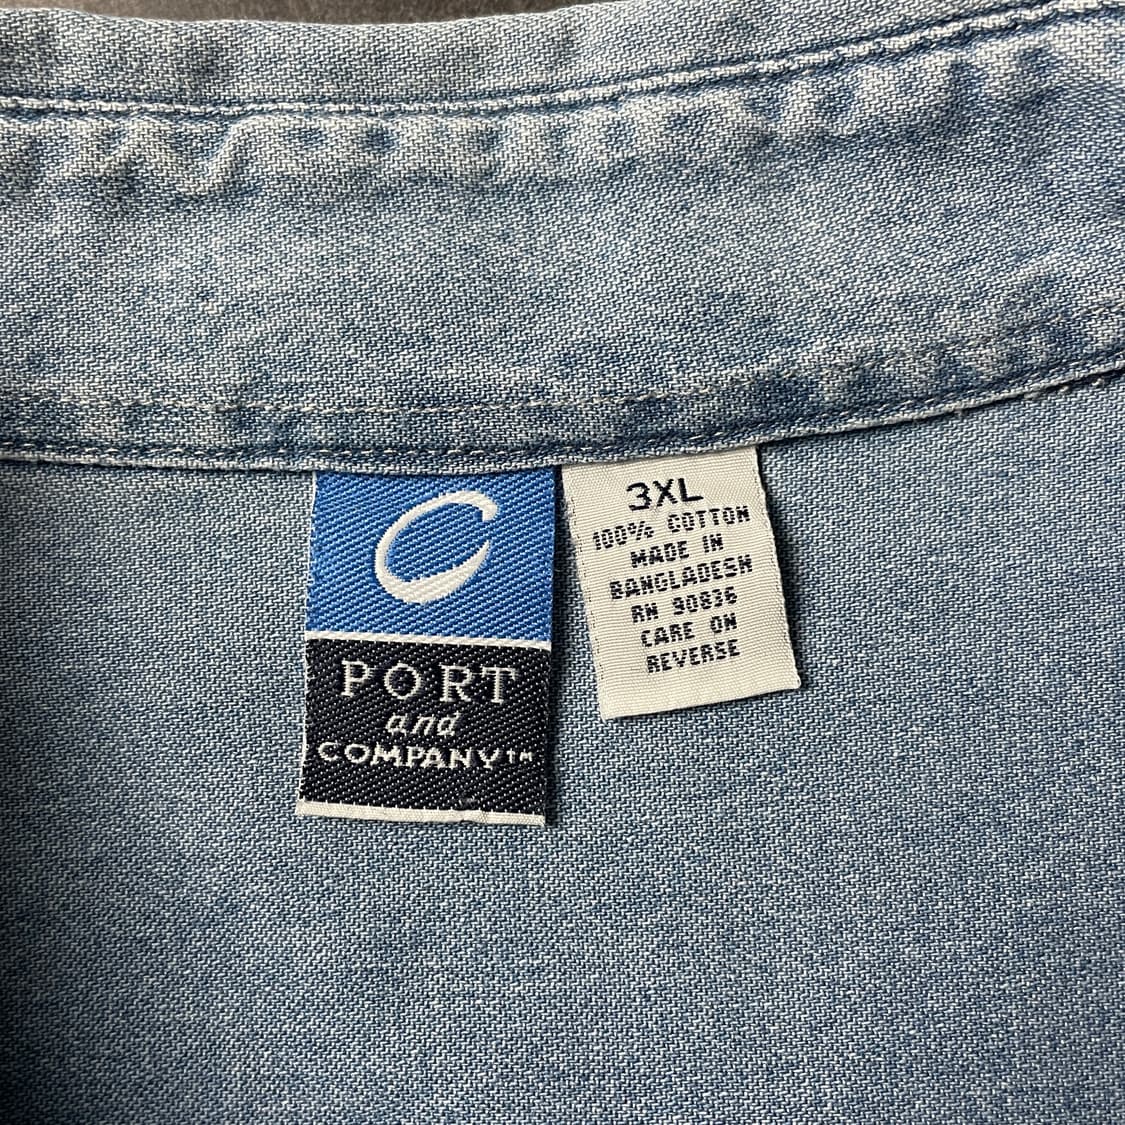 C
PORT
and
COMPANY™
3XL
100% COTTON
MADE IN
BANGLADESH
RN 90836
CARE ON
REVERSE